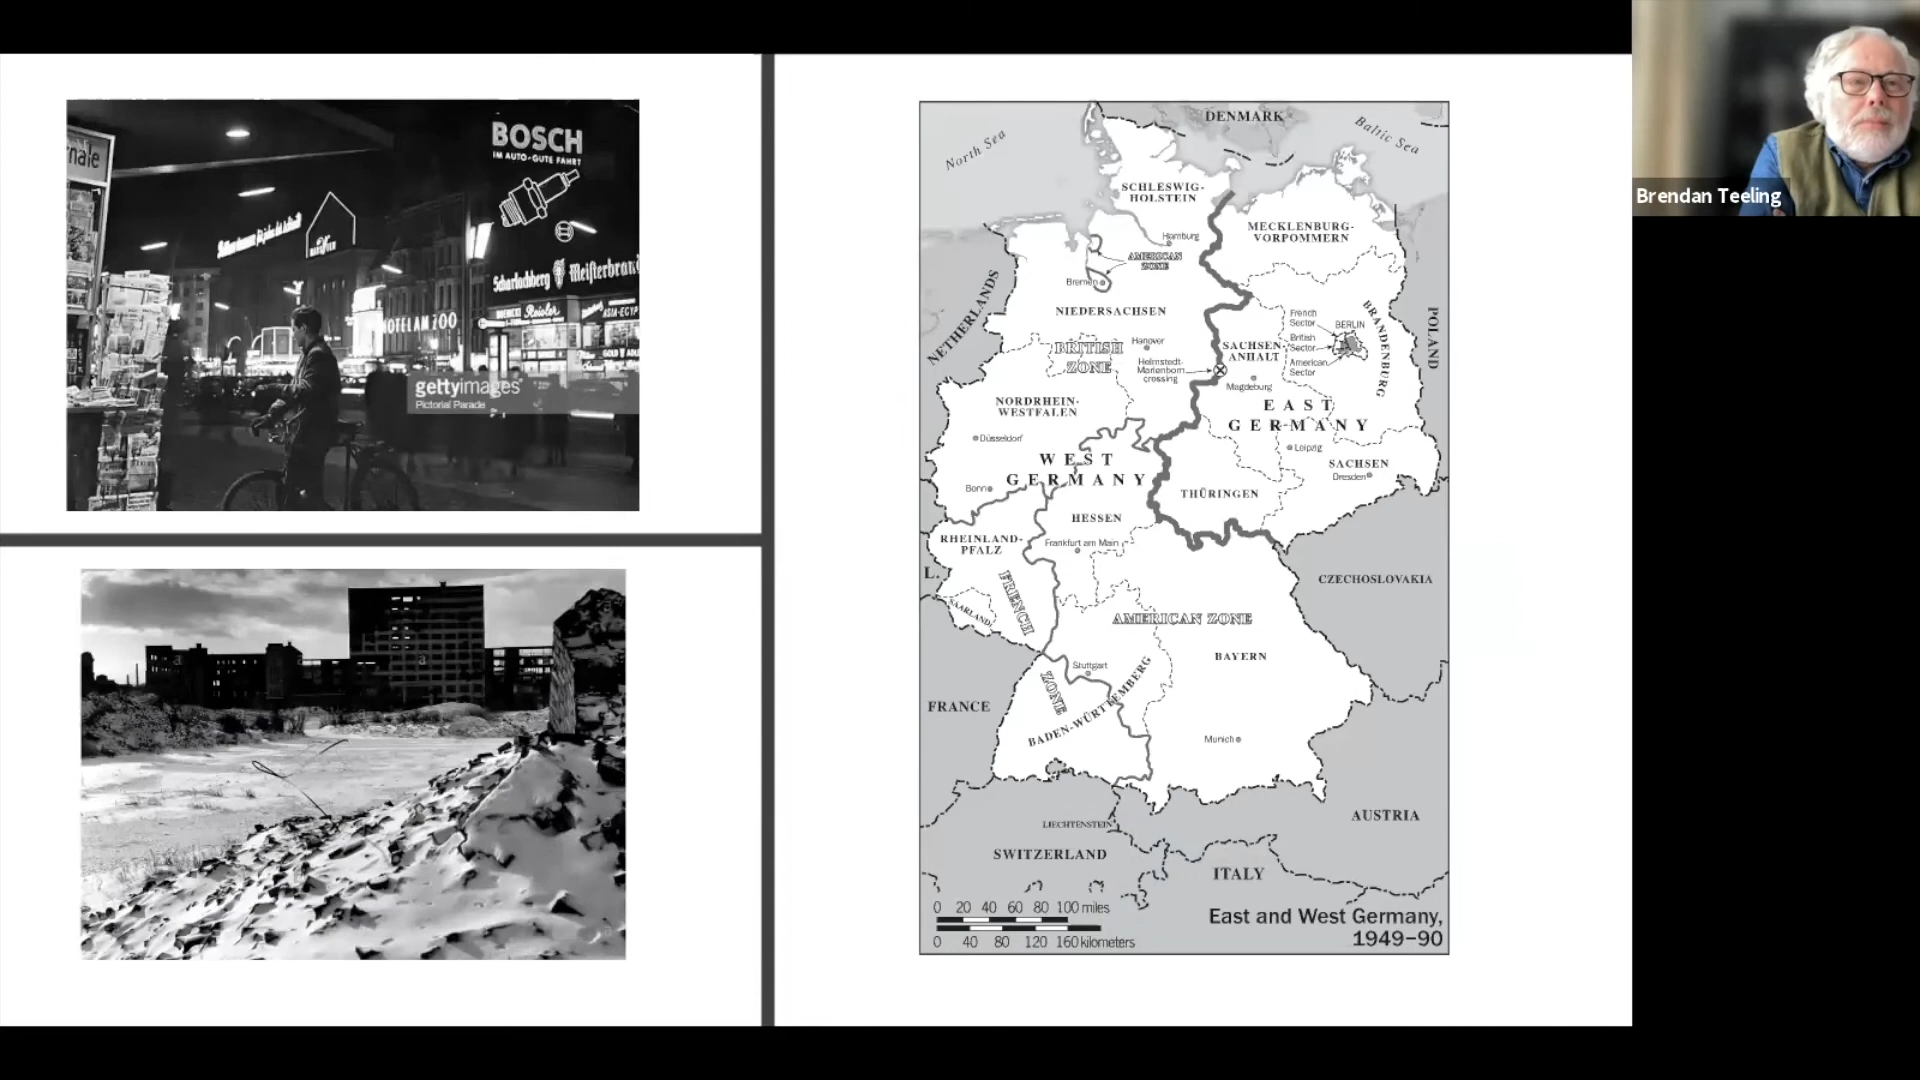 rnale
BOSCH
IM AUTO-GUTE FAHRT
HOTEL AM ZOO
Scharlachberg Meisterbrand
Reisler
ASIA-EGYP
gettyimages
Pictorial Parade
North Sea
DENMARK
Baltic Sea
SCHLESWIG-
HOLSTEIN
MECKLENBURG-
VORPOMMERN
Hamburg
AMERICAN
ZONE
Bremen
NIEDERSACHSEN
NETHERLANDS
POLAND
French
Sector
BERLIN
British
Sector
American
Sector
BRANDENBURG
BRITISH
ZONE
Hanover
Helmstedt-
Marienborn
crossing
SACHSEN
ANHALT
Magdeburg
EAST
GERMANY
NORDRHEIN-
WESTFALEN
Düsseldorf
Leipzig
SACHSEN
Dresden
WEST
GERMANY
Bonn
THÜRINGEN
HESSEN
RHEINLAND-
PFALZ
Frankfurt am Main
L.
CZECHOSLOVAKIA
SAARLAND
FRENCH
ZONE
AMERICAN ZONE
BAYERN
Stuttgart
BADEN-WÜRTTEMBERG
FRANCE
Munich
AUSTRIA
LIECHTENSTEIN
SWITZERLAND
ITALY
0 20 40 60 80 100 miles
0 40 80 120 160 kilometers
East and West Germany,
1949–90
Brendan Teeling